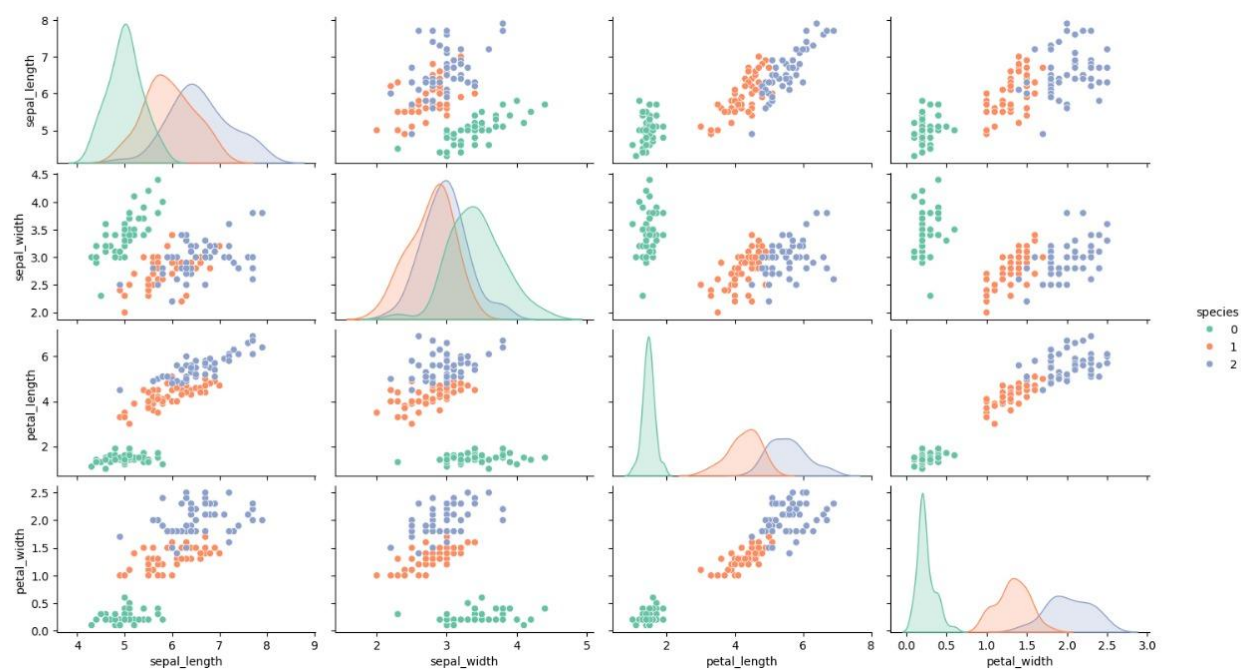 sepal_length
8
7
6
5
sepal_width
4.5
4.0
3.5
3.0
2.5
2.0
petal_length
6
4
2
petal_width
2.5
2.0
1.5
1.0
0.5
0.0
4 5 6 7 8 9
sepal_length
2 3 4 5
sepal_width
2 4 6 8
petal_length
0.0 0.5 1.0 1.5 2.0 2.5 3.0
petal_width
species
0
1
2